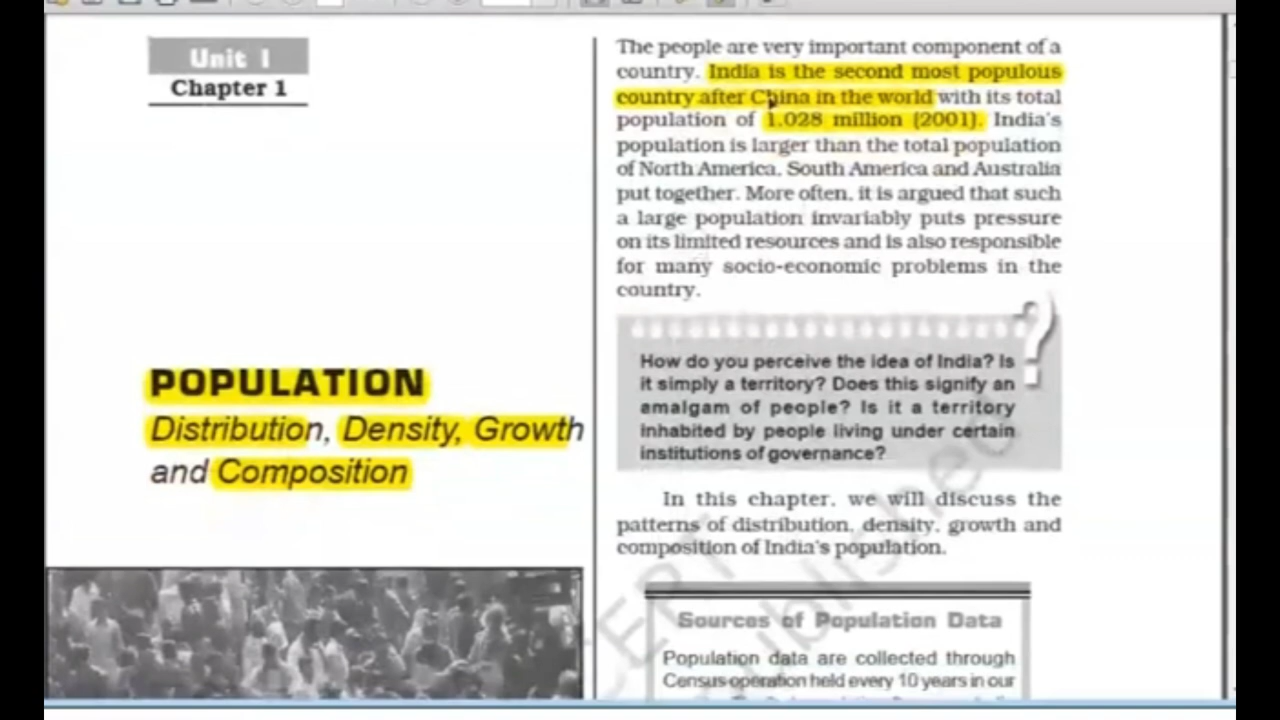 Unit I
Chapter 1
POPULATION
Distribution, Density, Growth
and Composition
The people are very important component of a
country. India is the second most populous
country after China in the world with its total
population of 1,028 million (2001). India's
population is larger than the total population
of North America, South America and Australia
put together. More often, it is argued that such
a large population invariably puts pressure
on its limited resources and is also responsible
for many socio-economic problems in the
country.
?
How do you perceive the idea of India? Is
it simply a territory? Does this signify an
amalgam of people? Is it a territory
inhabited by people living under certain
institutions of governance?
In this chapter, we will discuss the
patterns of distribution, density, growth and
composition of India's population.
Sources of Population Data
Population data are collected through
Census operation held every 10 years in our